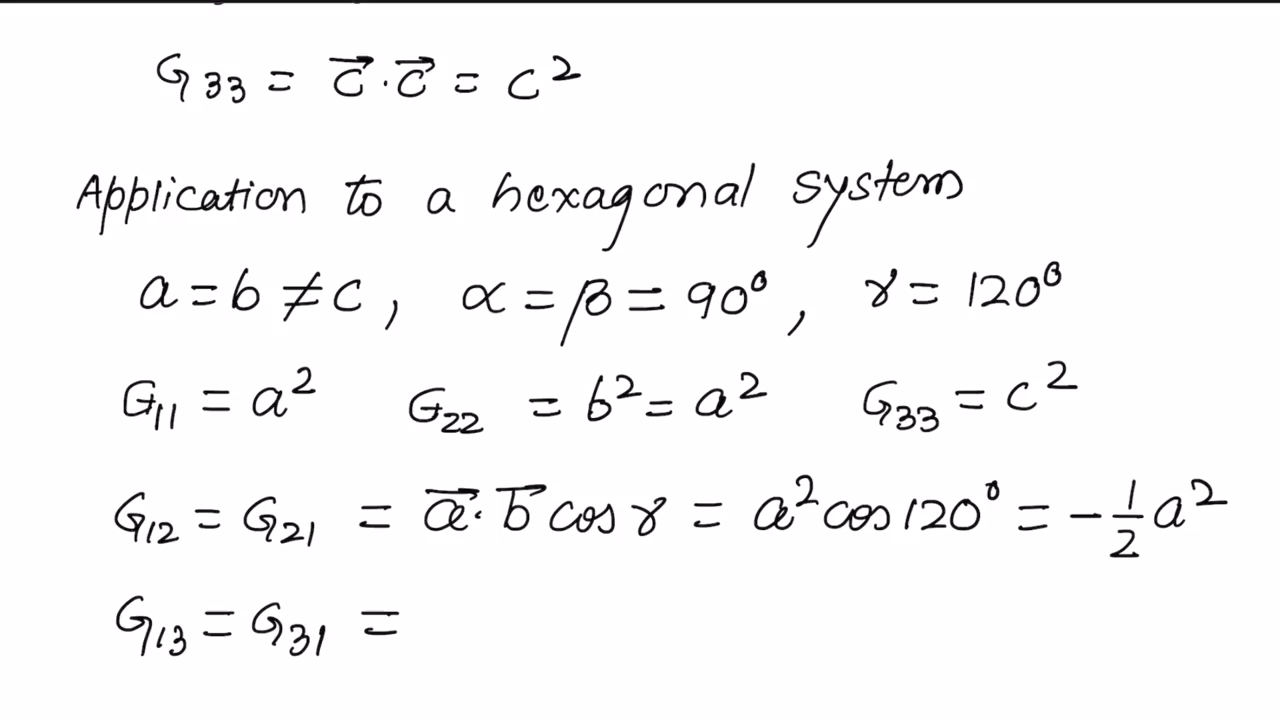 G₃₃ = c⃗ · c⃗ = c²
Application to a hexagonal system
a = b ≠ c, α = β = 90°, γ = 120°
G₁₁ = a² G₂₂ = b² = a² G₃₃ = c²
G₁₂ = G₂₁ = a⃗ · b⃗ cos γ = a² cos 120° = -½ a²
G₁₃ = G₃₁ =